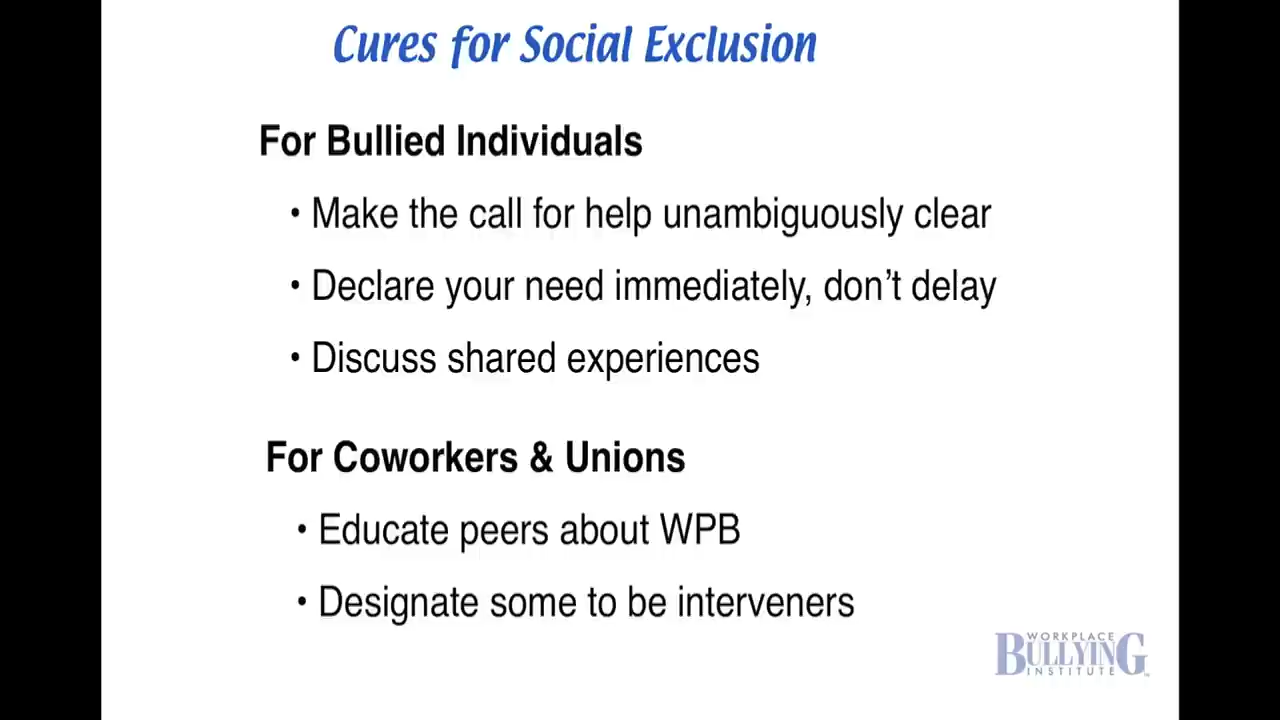 Cures for Social Exclusion
For Bullied Individuals
• Make the call for help unambiguously clear
• Declare your need immediately, don't delay
• Discuss shared experiences
For Coworkers & Unions
• Educate peers about WPB
• Designate some to be interveners
WORKPLACE
BULLYING
INSTITUTE